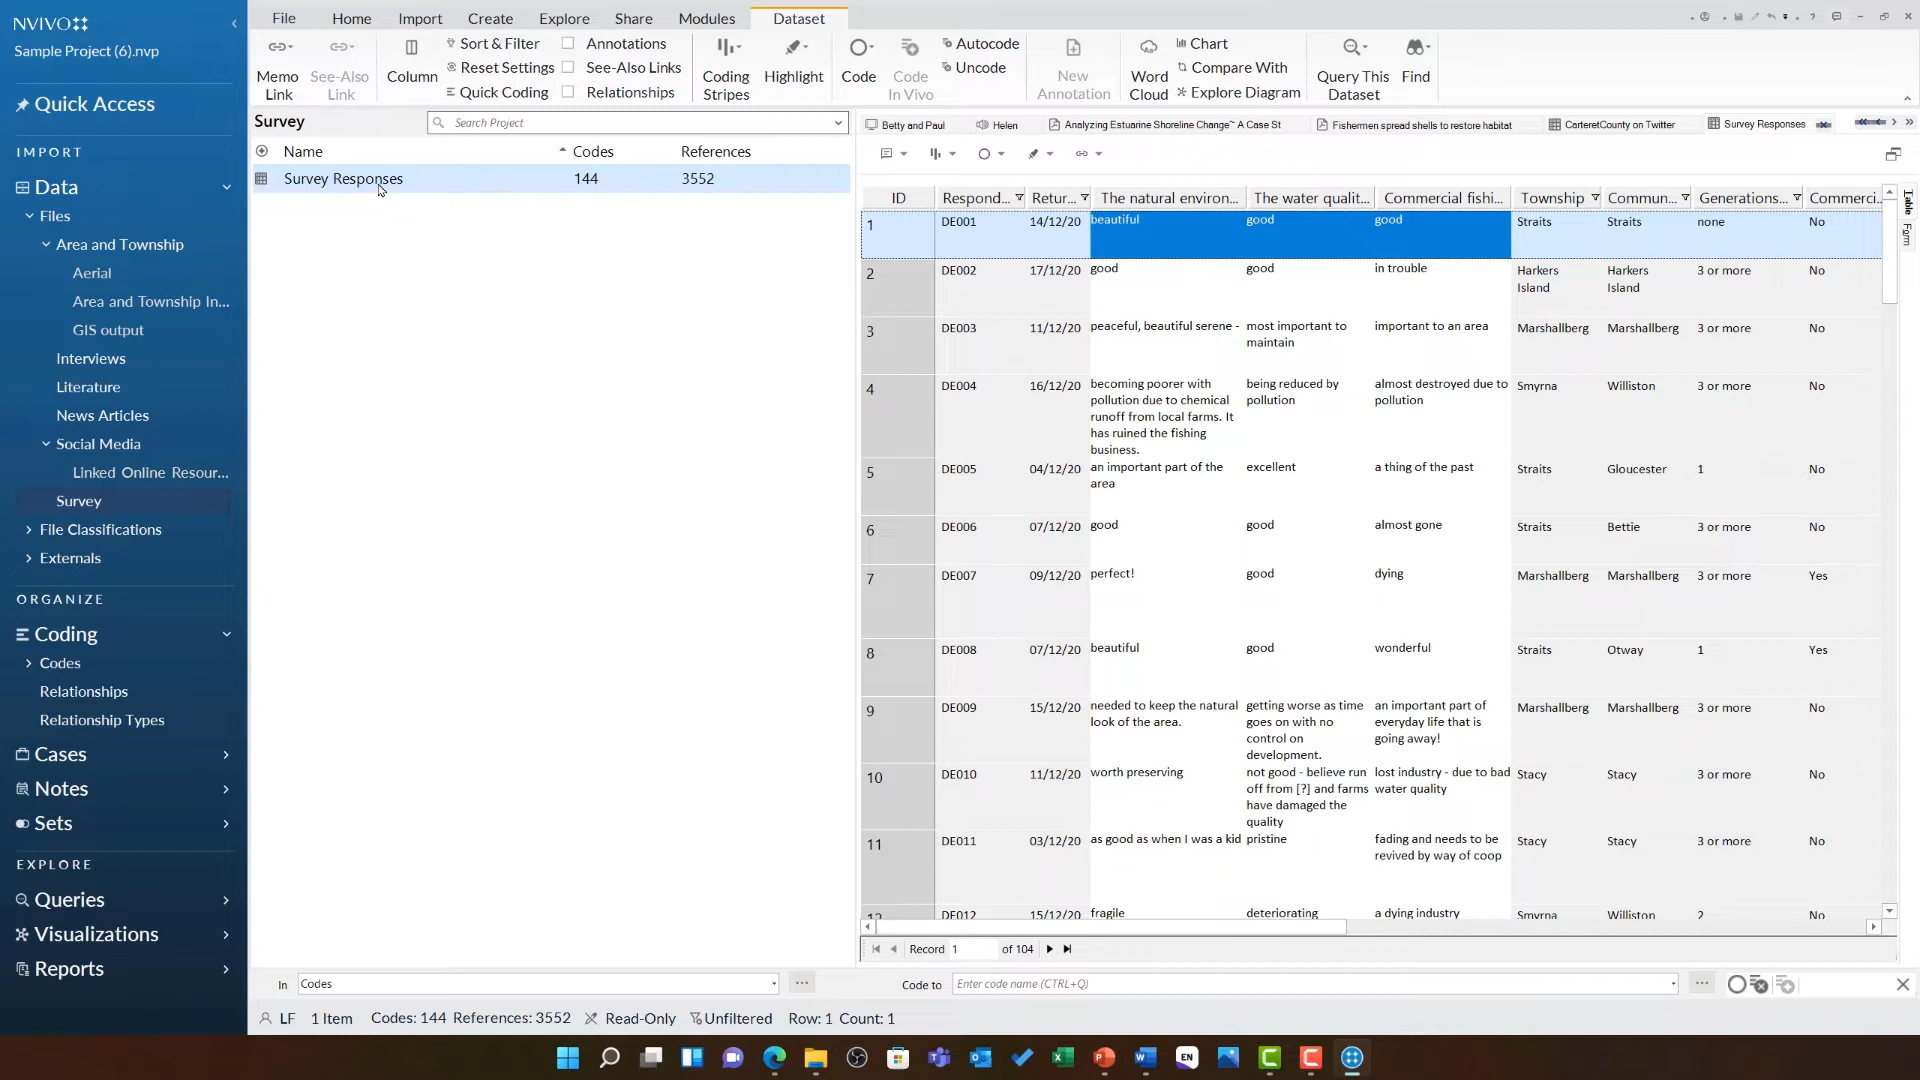 NVIVO
Sample Project (6).nvp
Quick Access
IMPORT
Data
Files
Area and Township
Aerial
Area and Township In...
GIS output
Interviews
Literature
News Articles
Social Media
Linked Online Resour...
Survey
File Classifications
Externals
ORGANIZE
Coding
Codes
Relationships
Relationship Types
Cases
Notes
Sets
EXPLORE
Queries
Visualizations
Reports
File Home Import Create Explore Share Modules Dataset
Memo Link
See-Also Link
Column
Sort & Filter
Reset Settings
Quick Coding
Annotations
See-Also Links
Relationships
Coding Stripes
Highlight
Code
Code In Vivo
Autocode
Uncode
New Annotation
Word Cloud
Chart
Compare With
Explore Diagram
Query This Dataset
Find
Survey
Search Project
Name Codes References
Survey Responses 144 3552
Betty and Paul Helen Analyzing Estuarine Shoreline Change~ A Case St Fishermen spread shells to restore habitat CarteretCounty on Twitter Survey Responses
ID Respond... Retur... The natural environ... The water qualit... Commercial fishi... Township Commun... Generations... Commerci...
1 DE001 14/12/20 beautiful good good Straits Straits none No
2 DE002 17/12/20 good good in trouble Harkers Island Harkers Island 3 or more No
3 DE003 11/12/20 peaceful, beautiful serene - most important to maintain important to an area Marshallberg Marshallberg 3 or more No
4 DE004 16/12/20 becoming poorer with pollution due to chemical runoff from local farms. It has ruined the fishing business. being reduced by pollution almost destroyed due to pollution Smyrna Williston 3 or more No
5 DE005 04/12/20 an important part of the area excellent a thing of the past Straits Gloucester 1 No
6 DE006 07/12/20 good good almost gone Straits Bettie 3 or more No
7 DE007 09/12/20 perfect! good dying Marshallberg Marshallberg 3 or more Yes
8 DE008 07/12/20 beautiful good wonderful Straits Otway 1 Yes
9 DE009 15/12/20 needed to keep the natural look of the area. getting worse as time goes on with no control on development. an important part of everyday life that is going away! Marshallberg Marshallberg 3 or more No
10 DE010 11/12/20 worth preserving not good - believe run off from [?] and farms have damaged the quality lost industry - due to bad water quality Stacy Stacy 3 or more No
11 DE011 03/12/20 as good as when I was a kid pristine fading and needs to be revived by way of coop Stacy Stacy 3 or more No
12 DE012 15/12/20 fragile deteriorating a dying industry Smyrna Williston 2 No
Table
Form
Record 1 of 104
In Codes ... Code to Enter code name (CTRL+Q) ...
LF 1 Item Codes: 144 References: 3552 Read-Only Unfiltered Row: 1 Count: 1
EN